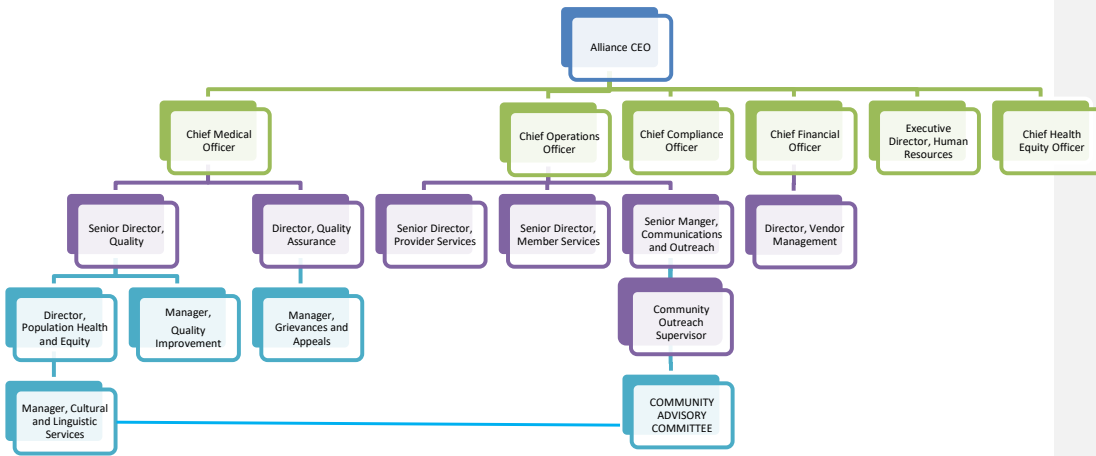 Alliance CEO
Chief Medical
Officer
Chief Operations
Officer
Chief Compliance
Officer
Chief Financial
Officer
Executive
Director, Human
Resources
Chief Health
Equity Officer
Senior Director,
Quality
Director, Quality
Assurance
Senior Director,
Provider Services
Senior Director,
Member Services
Senior Manger,
Communications
and Outreach
Director, Vendor
Management
Director,
Population Health
and Equity
Manager,
Quality
Improvement
Manager,
Grievances and
Appeals
Community
Outreach
Supervisor
Manager, Cultural
and Linguistic
Services
COMMUNITY
ADVISORY
COMMITTEE